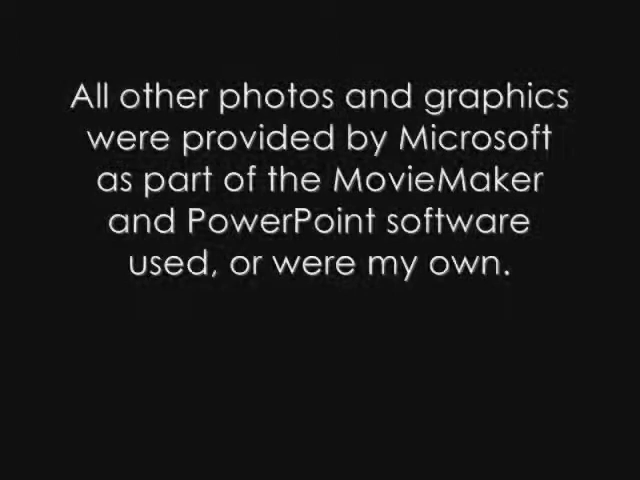 All other photos and graphics
were provided by Microsoft
as part of the MovieMaker
and PowerPoint software
used, or were my own.